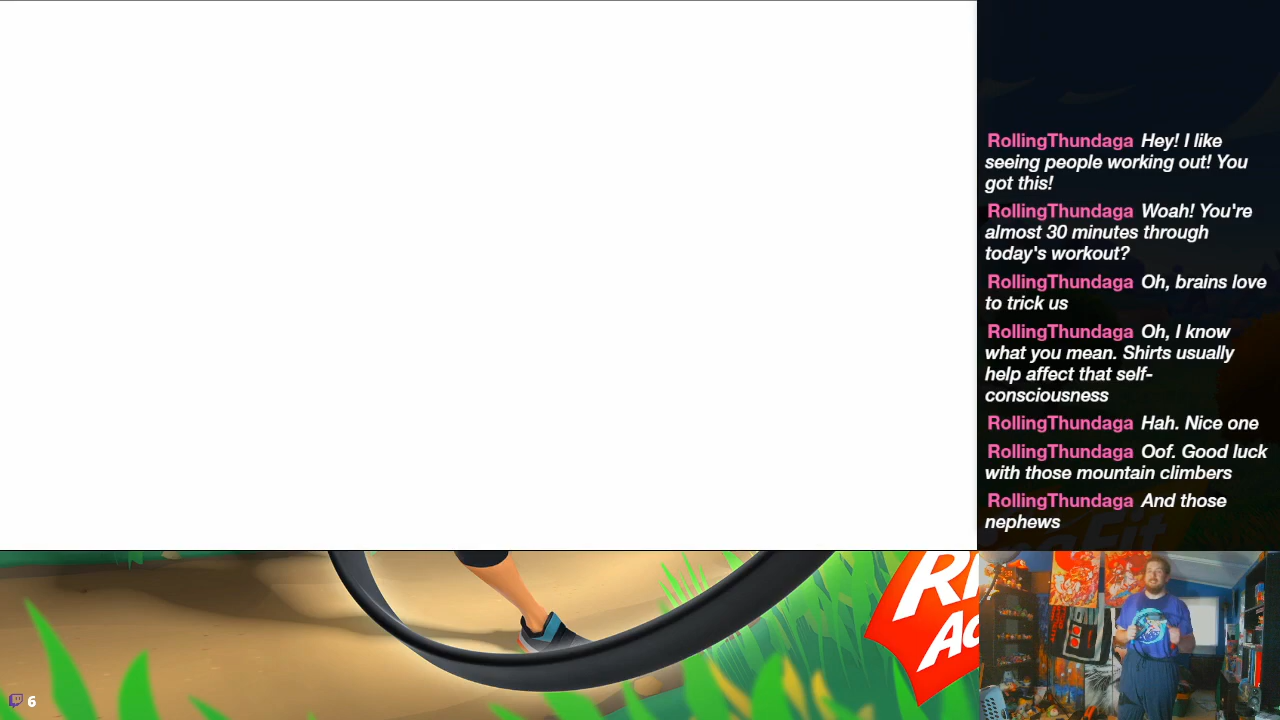 RollingThundaga Hey! I like
seeing people working out! You
got this!
RollingThundaga Woah! You're
almost 30 minutes through
today's workout?
RollingThundaga Oh, brains love
to trick us
RollingThundaga Oh, I know
what you mean. Shirts usually
help affect that self-
consciousness
RollingThundaga Hah. Nice one
RollingThundaga Oof. Good luck
with those mountain climbers
RollingThundaga And those
nephews
6